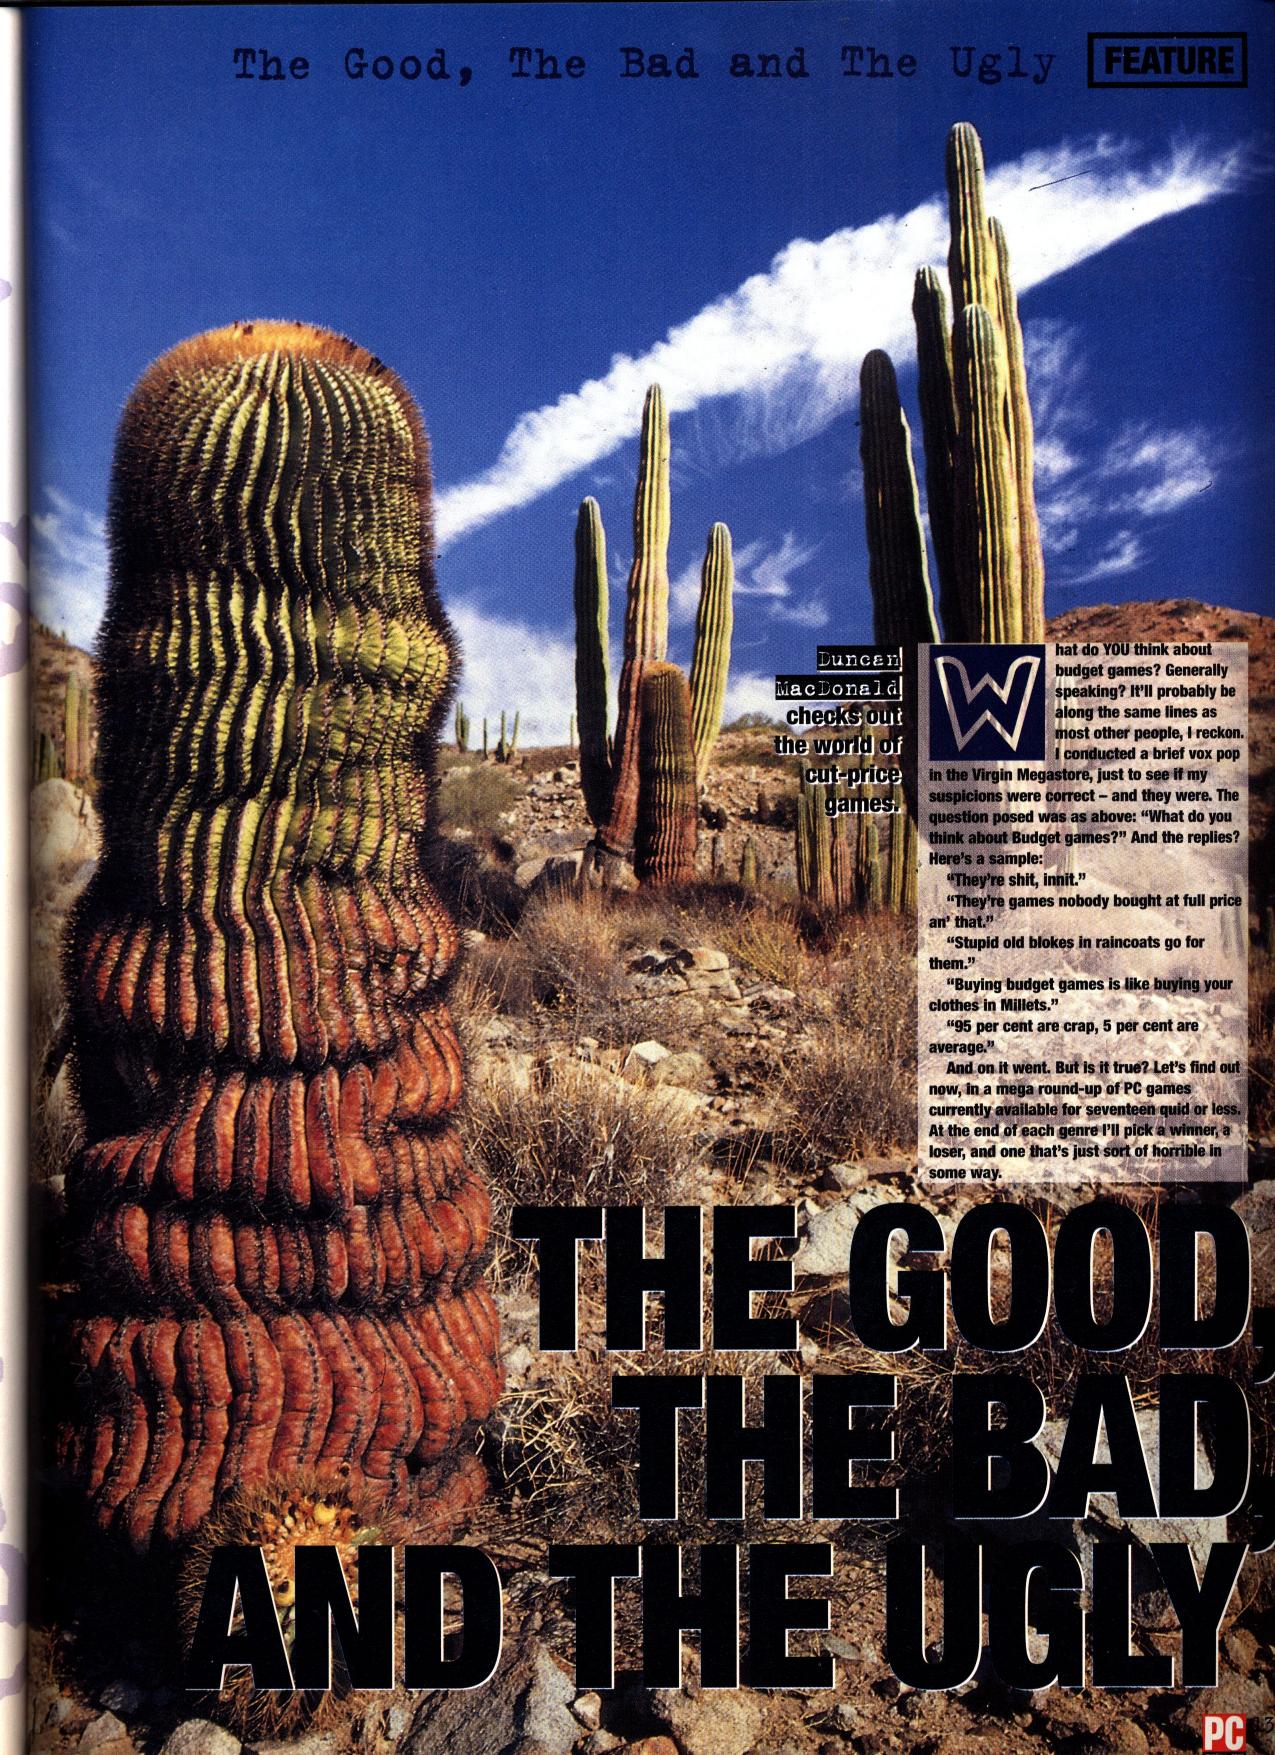 The Good, The Bad and The Ugly FEATURE
Duncan
MacDonald
checks out
the world of
cut-price
games.
What do YOU think about
budget games? Generally
speaking? It'll probably be
along the same lines as
most other people, I reckon.
I conducted a brief vox pop
in the Virgin Megastore, just to see if my
suspicions were correct – and they were. The
question posed was as above: “What do you
think about Budget games?” And the replies?
Here's a sample:
“They're shit, innit.”
“They're games nobody bought at full price
an' that.”
“Stupid old blokes in raincoats go for
them.”
“Buying budget games is like buying your
clothes in Millets.”
“95 per cent are crap, 5 per cent are
average.”
And on it went. But is it true? Let's find out
now, in a mega round-up of PC games
currently available for seventeen quid or less.
At the end of each genre I'll pick a winner, a
loser, and one that's just sort of horrible in
some way.
THE GOOD,
THE BAD,
AND THE UGLY
PC